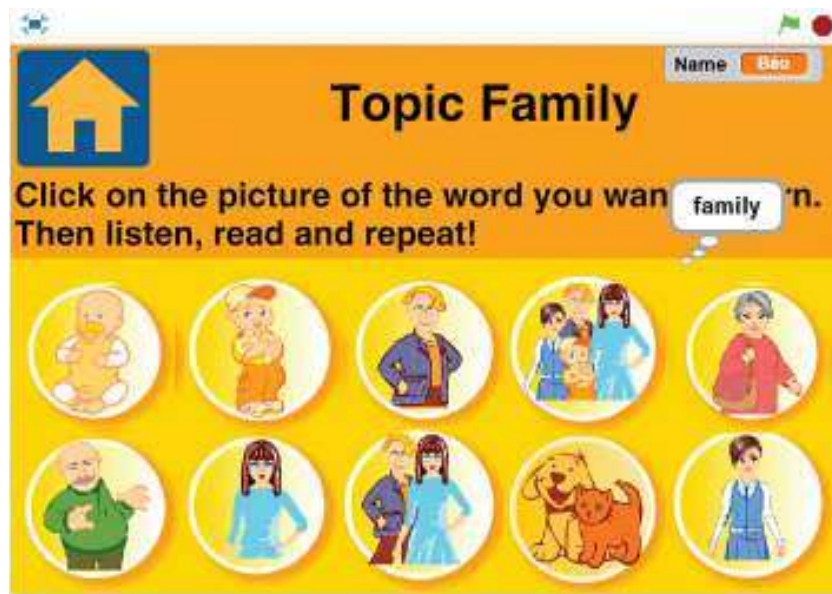 Name
Topic Family
Click on the picture of the word you wan
family
rn.
Then listen, read and repeat!